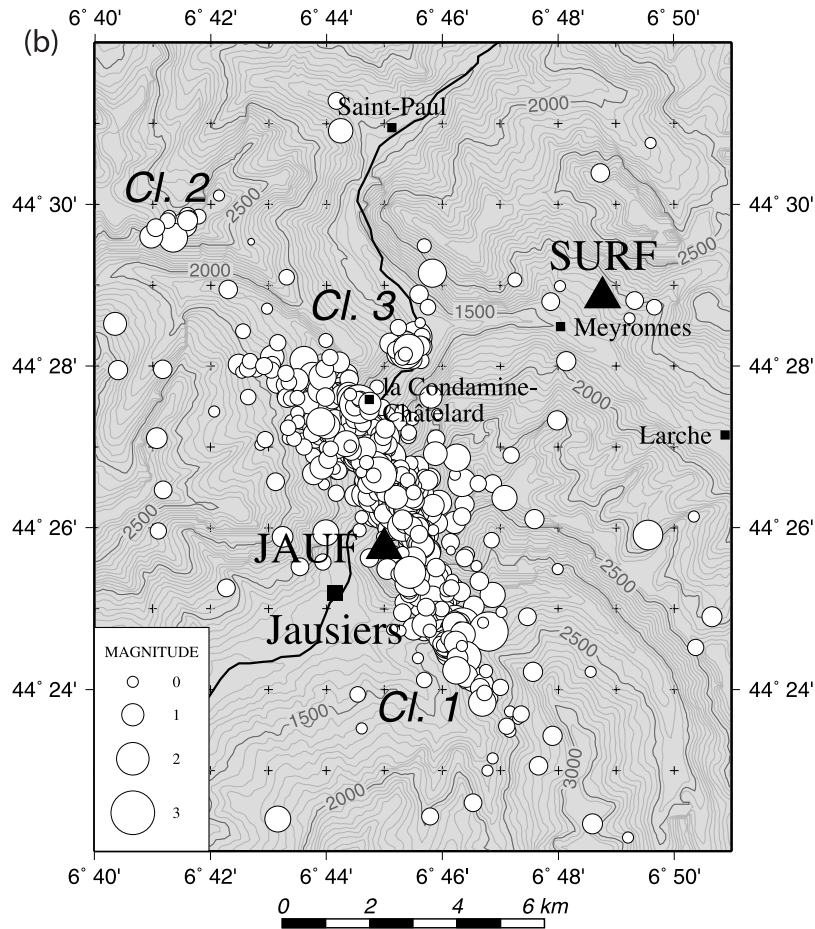 (b)
6° 40' 6° 42' 6° 44' 6° 46' 6° 48' 6° 50'
Saint-Paul
2000
Cl. 2
2500
44° 30' 44° 30'
2500
SURF
2000
Cl. 3
1500
Meyronnes
44° 28' 44° 28'
la Condamine-
Châtelard
2000
Larche
44° 26' 44° 26'
2500
JAUF
2500
Jausiers
2500
MAGNITUDE
0
1
2
3
44° 24' 44° 24'
Cl. 1
1500
3000
2000
6° 40' 6° 42' 6° 44' 6° 46' 6° 48' 6° 50'
0 2 4 6 km